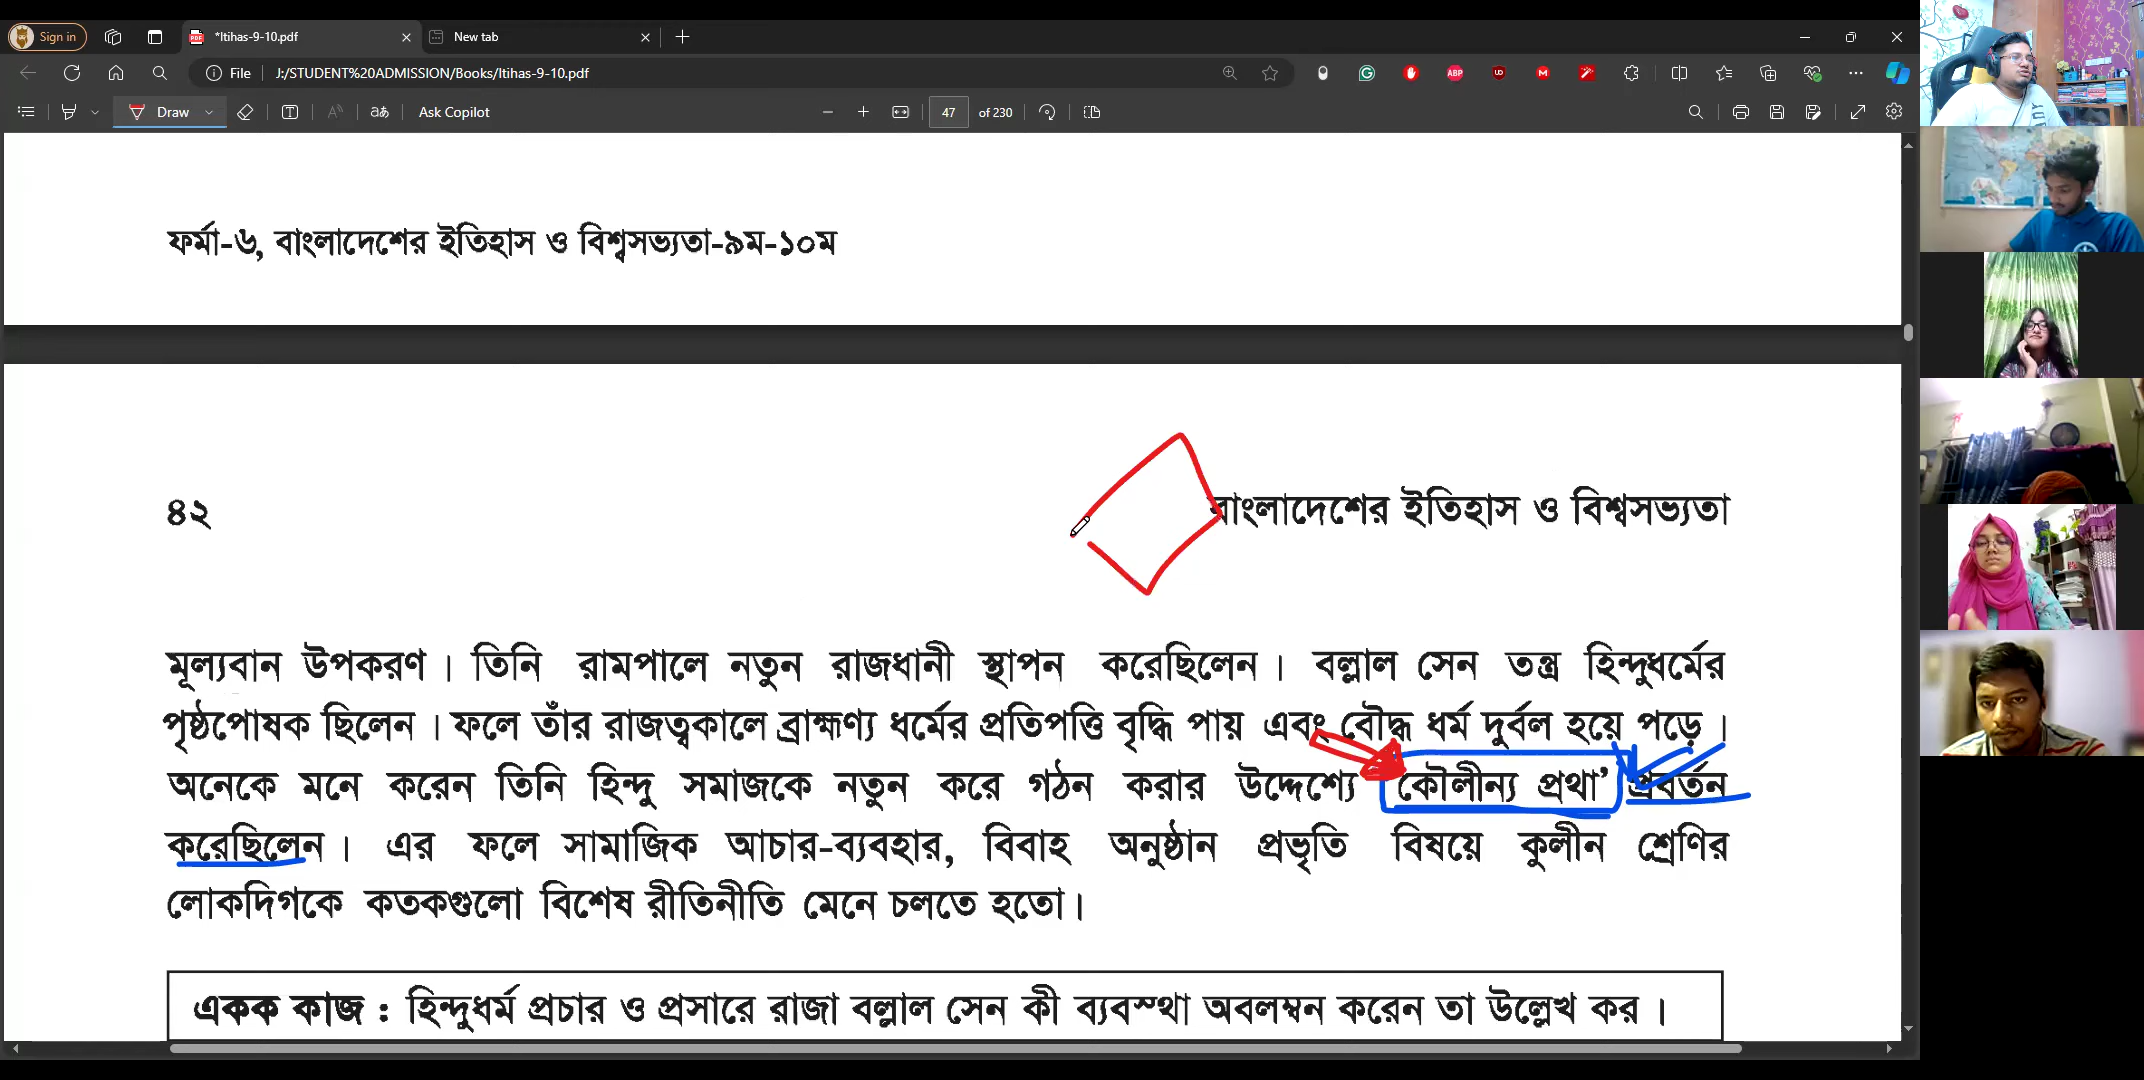 Sign in
*Itihas-9-10.pdf
New tab
File J:/STUDENT%20ADMISSION/Books/Itihas-9-10.pdf
Draw
aあ
Ask Copilot
47 of 230
ফর্মা-৬, বাংলাদেশের ইতিহাস ও বিশ্বসভ্যতা-৯ম-১০ম
৪২
বাংলাদেশের ইতিহাস ও বিশ্বসভ্যতা
মূল্যবান উপকরণ। তিনি রামপালে নতুন রাজধানী স্থাপন করেছিলেন। বল্লাল সেন তন্ত্র হিন্দুধর্মের
পৃষ্ঠপোষক ছিলেন। ফলে তাঁর রাজত্বকালে ব্রাহ্মণ্য ধর্মের প্রতিপত্তি বৃদ্ধি পায় এবং বৌদ্ধ ধর্ম দুর্বল হয়ে পড়ে।
অনেকে মনে করেন তিনি হিন্দু সমাজকে নতুন করে গঠন করার উদ্দেশ্যে ‘কৌলীন্য প্রথা’ প্রবর্তন
করেছিলেন। এর ফলে সামাজিক আচার-ব্যবহার, বিবাহ অনুষ্ঠান প্রভৃতি বিষয়ে কুলীন শ্রেণির
লোকদিগকে কতকগুলো বিশেষ রীতিনীতি মেনে চলতে হতো।
একক কাজ : হিন্দুধর্ম প্রচার ও প্রসারে রাজা বল্লাল সেন কী ব্যবস্থা অবলম্বন করেন তা উল্লেখ কর।